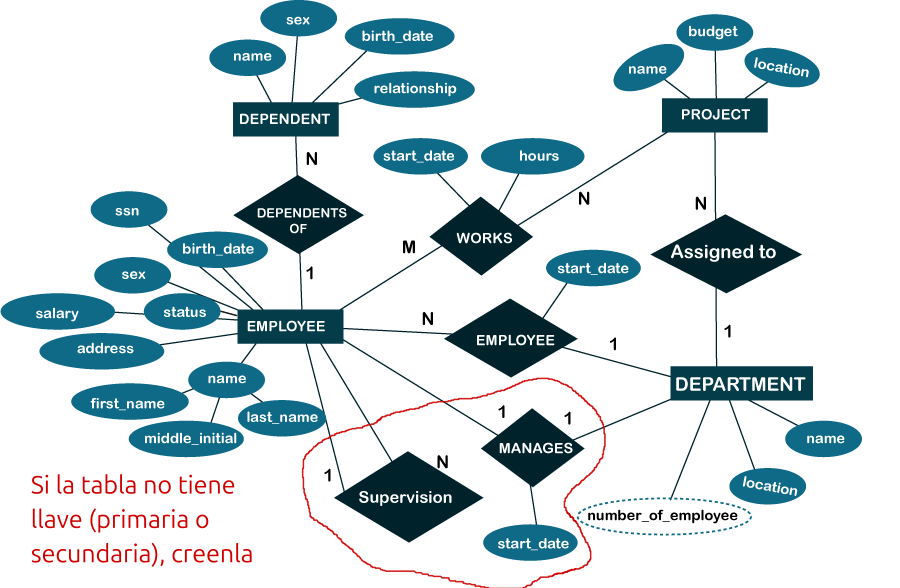 sex
birth_date
name
relationship
DEPENDENT
budget
name
location
PROJECT
N
start_date
hours
N
N
DEPENDENTS
OF
ssn
birth_date
M
WORKS
Assigned to
sex
1
start_date
salary
status
EMPLOYEE
N
EMPLOYEE
1
1
address
DEPARTMENT
name
first_name
last_name
middle_initial
1
1
MANAGES
name
N
1
Supervision
location
number_of_employee
start_date
Si la tabla no tiene
llave (primaria o
secundaria), creenla